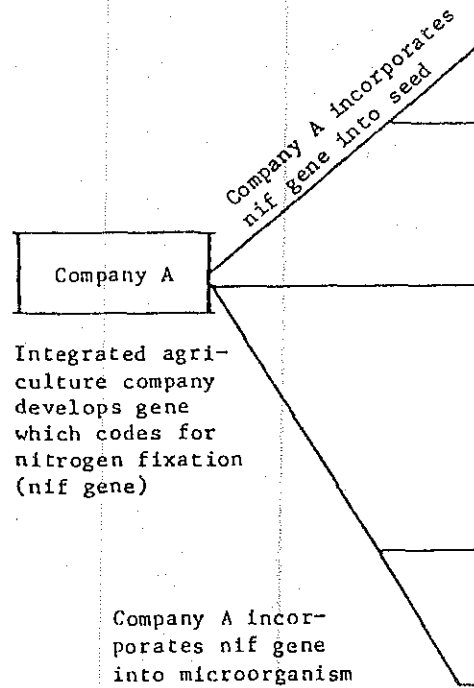 Company A incorporates
nif gene into seed
Company A
Integrated agri-
culture company
develops gene
which codes for
nitrogen fixation
(nif gene)
Company A incor-
porates nif gene
into microorganism